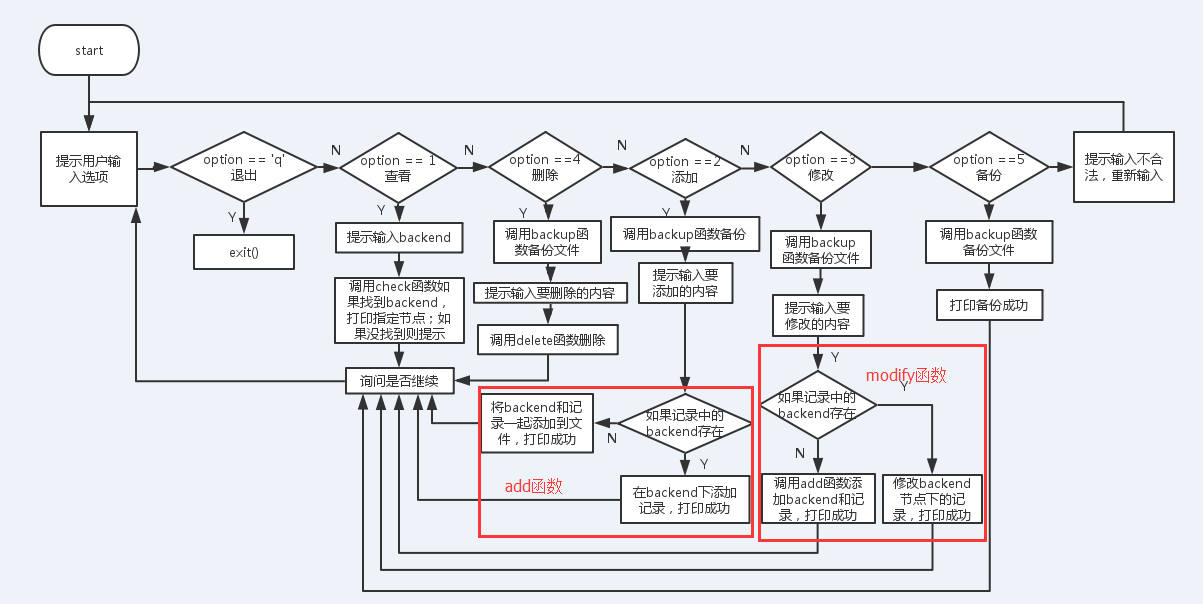 start
提示用户输
入选项
option == 'q'
退出
Y
exit()
N
option == 1
查看
Y
提示输入backend
调用check函数如
果找到backend，
打印指定节点；如
果没找到则提示
询问是否继续
N
option ==4
删除
Y
调用backup函
数备份文件
提示输入要删除的内容
调用delete函数删除
N
option ==2
添加
Y
调用backup函数备份
提示输入要
添加的内容
如果记录中的
backend存在
N
将backend和记
录一起添加到文
件，打印成功
Y
在backend下添加
记录，打印成功
add函数
N
option ==3
修改
调用backup
函数备份文件
提示输入要
修改的内容
Y
modify函数
如果记录中的
backend存在
Y
N
调用add函数添
加backend和记
录，打印成功
修改backend
节点下的记
录，打印成功
option ==5
备份
调用backup函数
备份文件
打印备份成功
提示输入不合
法，重新输入